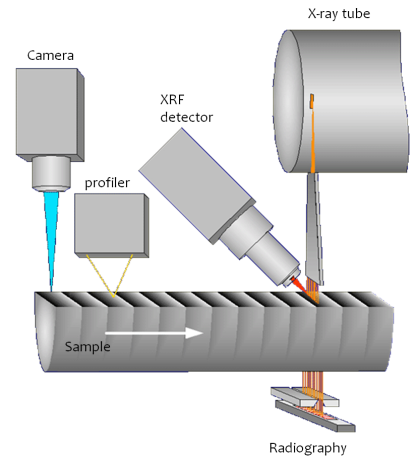 X-ray tube
Camera
XRF
detector
profiler
Sample
Radiography